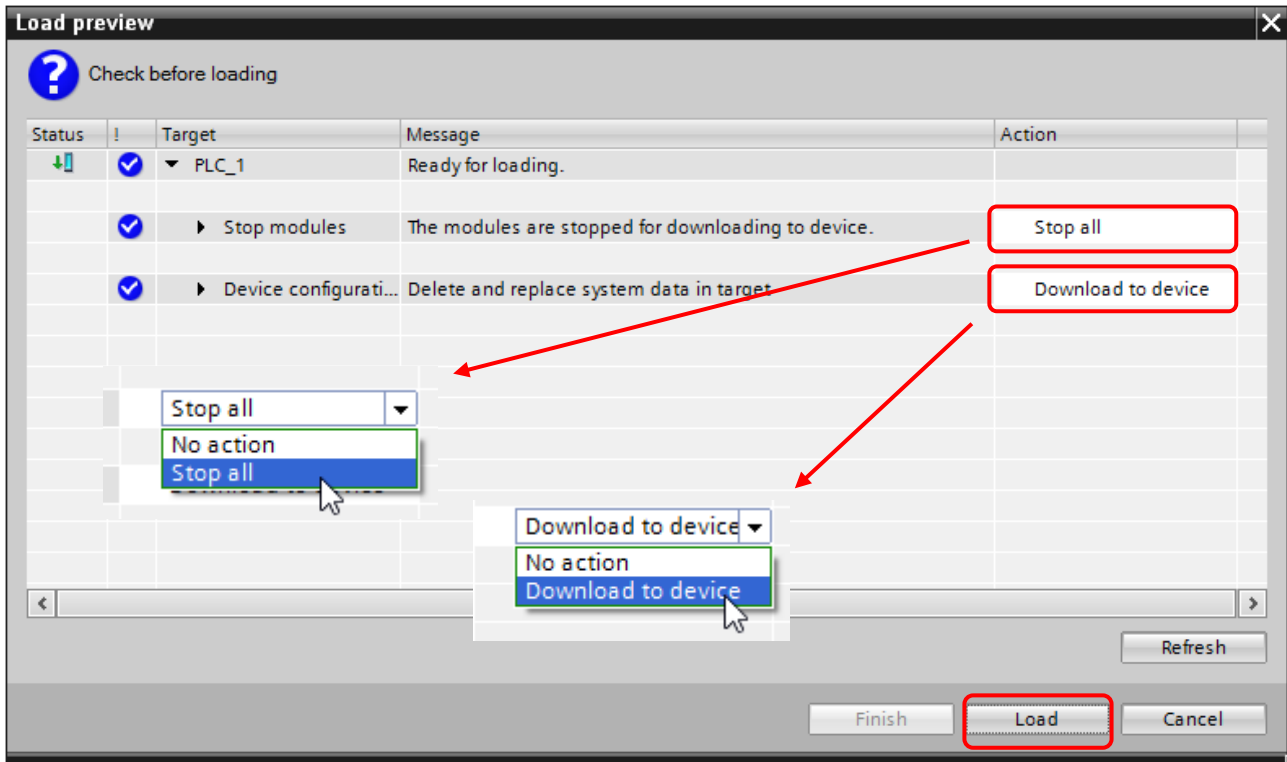 Load preview
Check before loading
Status ! Target Message Action
PLC_1 Ready for loading.
Stop modules The modules are stopped for downloading to device. Stop all
Device configurati... Delete and replace system data in target Download to device
Stop all
No action
Stop all
Download to device
No action
Download to device
Refresh
Finish Load Cancel